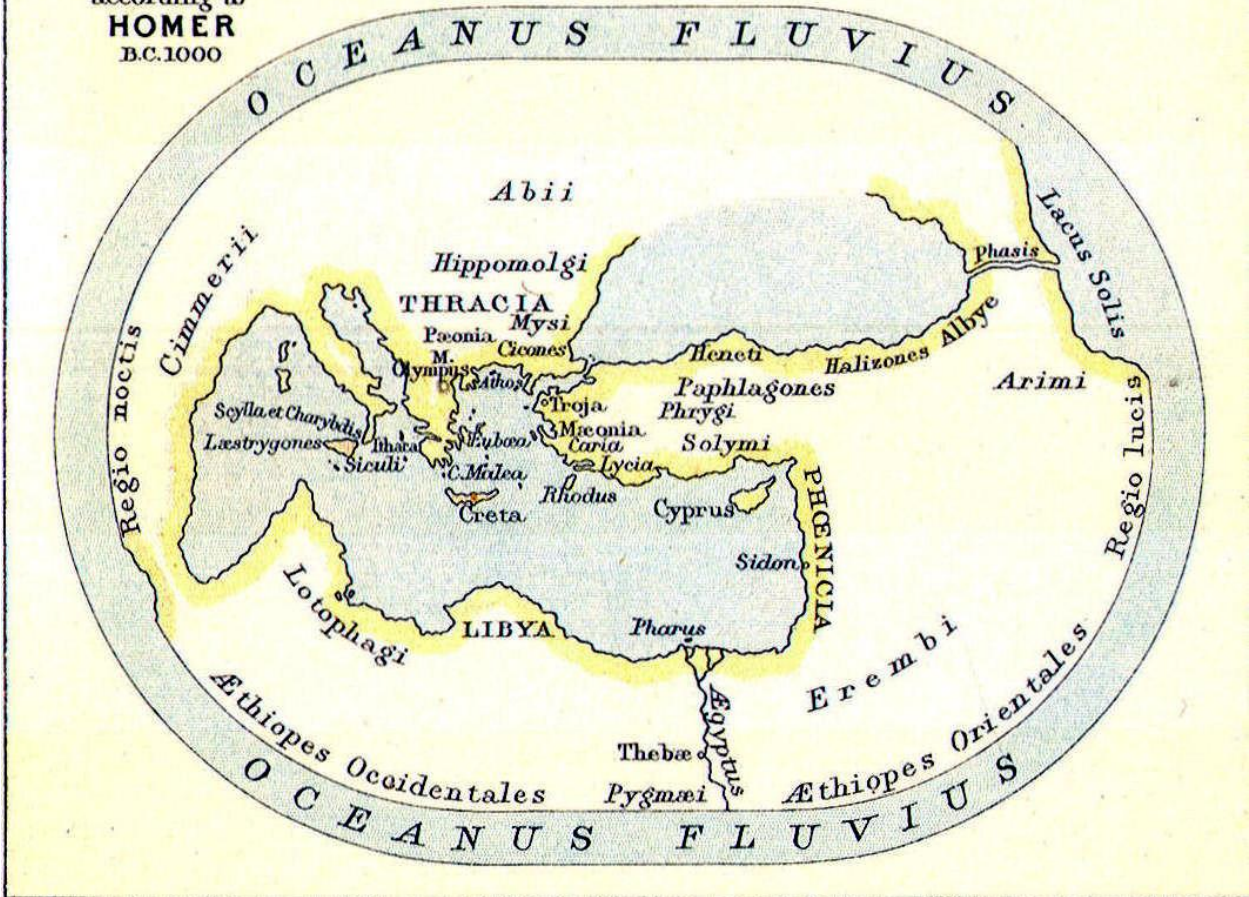 according to
HOMER
B.C.1000
OCEANUS FLUVIUS
Abii
Lacus Solis
Cimmerii
Hippomolgi
Phasis
THRACIA
Mysi
Pæonia
Cicones
M. Olympus
Athos
Heneti
Halizones
Albye
Arimi
Paphlagones
Troja
Phrygi
Regio noctis
Regio lucis
Scylla et Charybdis
Mæonia
Læstrygones
Ithaca
Eubœa
Caria
Solymi
Siculi
C. Malea
Lycia
Rhodus
Creta
Cyprus
PHŒNICIA
Sidon
Lotophagi
LIBYA
Pharus
Erembi
Æthiopes Occidentales
Ægyptus
Thebæ
Pygmæi
Æthiopes Orientales
OCEANUS FLUVIUS